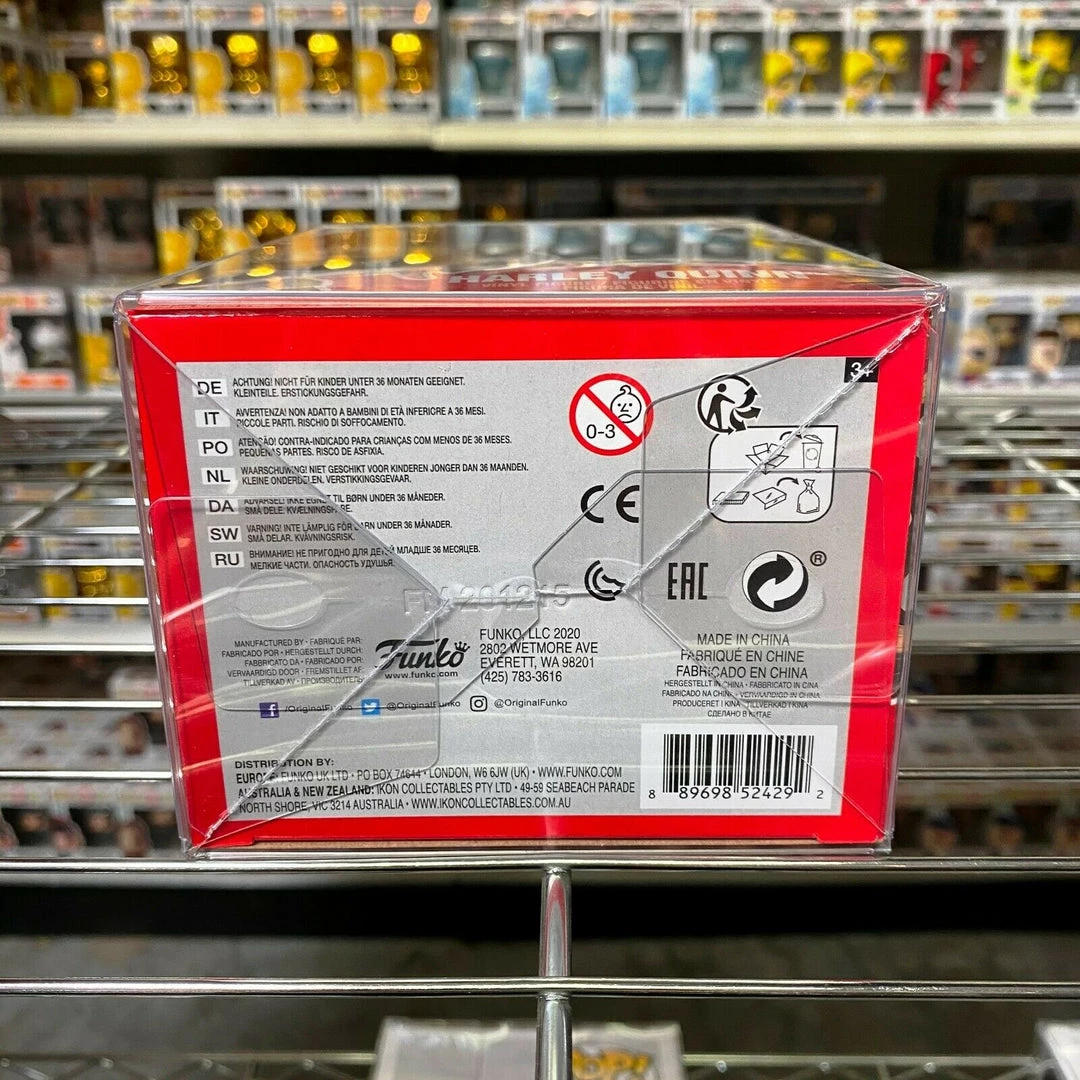 HARLEY QUINN
3+
DE ACHTUNG! NICHT FÜR KINDER UNTER 36 MONATEN GEEIGNET.
KLEINTEILE. ERSTICKUNGSGEFAHR.
IT AVVERTENZA! NON ADATTO A BAMBINI DI ETÀ INFERICRE A 36 MESI.
PICCOLE PARTI. RISCHIO DI SOFFOCAMENTO.
PO ATENÇÃO! CONTRA-INDICADO PARA CRIANÇAS COM MENOS DE 36 MESES.
PEQUENAS PARTES. RISCO DE ASFIXIA.
NL WAARSCHUWING! NIET GESCHIKT VOOR KINDEREN JONGER DAN 36 MAANDEN.
KLEINE ONDERDELEN. VERSTIKKINGSGEVAAR.
DA ADVARSEL! IKKE EGNET TIL BØRN UNDER 36 MÅNEDER.
SMÅ DELE. KVÆLNINGSFARE.
SW VARNING! INTE LÄMPLIG FÖR BARN UNDER 36 MÅNADER.
SMÅ DELAR. KVÄVNINGSRISK.
RU ВНИМАНИЕ! НЕ ПРИГОДНО ДЛЯ ДЕТЕЙ МЛАДШЕ 36 МЕСЯЦЕВ.
МЕЛКИЕ ЧАСТИ. ОПАСНОСТЬ УДУШЬЯ.
0-3
CE
EAC
®
201215
MANUFACTURED BY · FABRIQUÉ PAR:
FABRICADO POR · HERGESTELLT DURCH:
FABBRICATO DA · FABRICADO POR:
VERVAARDIGD DOOR · FREMSTILLET AF:
TILLVERKAD AV · ПРОИЗВОДИТЕЛЬ:
Funko
www.funko.com
FUNKO, LLC 2020
2802 WETMORE AVE
EVERETT, WA 98201
(425) 783-3616
/OriginalFunko @OriginalFunko @OriginalFunko
MADE IN CHINA
FABRIQUÉ EN CHINE
FABRICADO EN CHINA
HERGESTELLT IN CHINA · FABBRICATO IN CINA
FABRICADO NA CHINA · VERVAARDIGD IN CHINA
PRODUCERET I KINA · TILLVERKAD I KINA
СДЕЛАНО В КИТАЕ
DISTRIBUTION BY:
EUROPE: FUNKO UK LTD · PO BOX 74644 · LONDON, W6 6JW (UK) · WWW.FUNKO.COM
AUSTRALIA & NEW ZEALAND: IKON COLLECTABLES PTY LTD · 49-59 SEABEACH PARADE
NORTH SHORE, VIC 3214 AUSTRALIA · WWW.IKONCOLLECTABLES.COM.AU
8 89698 52429 2
POP!